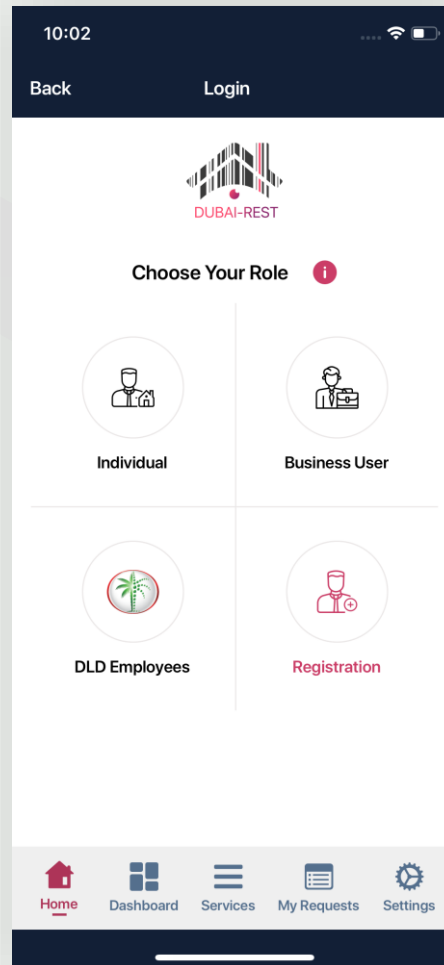 10:02
Back Login
DUBAI-REST
Choose Your Role i
Individual Business User
DLD Employees Registration
Home Dashboard Services My Requests Settings